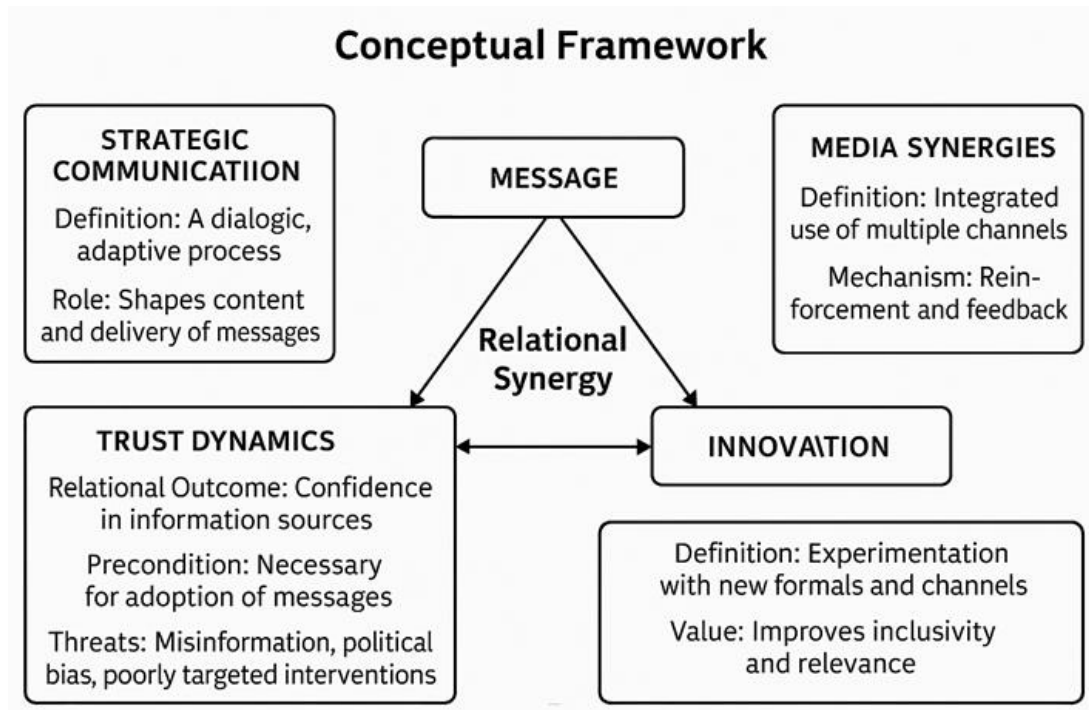 Conceptual Framework
STRATEGIC
COMMUNICATIION
Definition: A dialogic,
adaptive process
Role: Shapes content
and delivery of messages
MESSAGE
MEDIA SYNERGIES
Definition: Integrated
use of multiple channels
Mechanism: Rein-
forcement and feedback
Relational
Synergy
TRUST DYNAMICS
Relational Outcome: Confidence
in information sources
Precondition: Necessary
for adoption of messages
Threats: Misinformation, political
bias, poorly targeted interventions
INNOVA\TION
Definition: Experimentation
with new formals and channels
Value: Improves inclusivity
and relevance